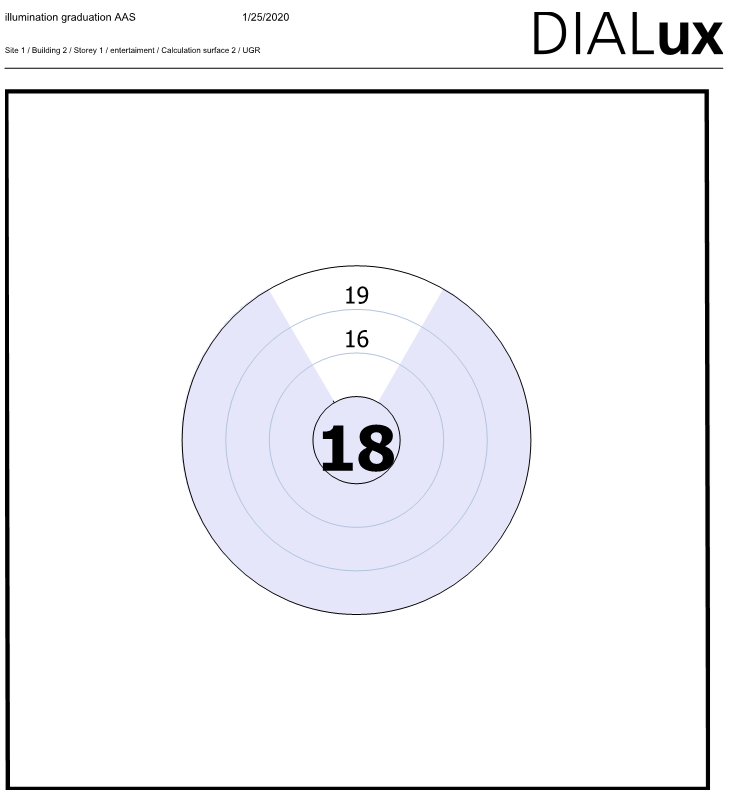 illumination graduation AAS 1/25/2020
DIALux
Site 1 / Building 2 / Storey 1 / entertaiment / Calculation surface 2 / UGR
19
16
18